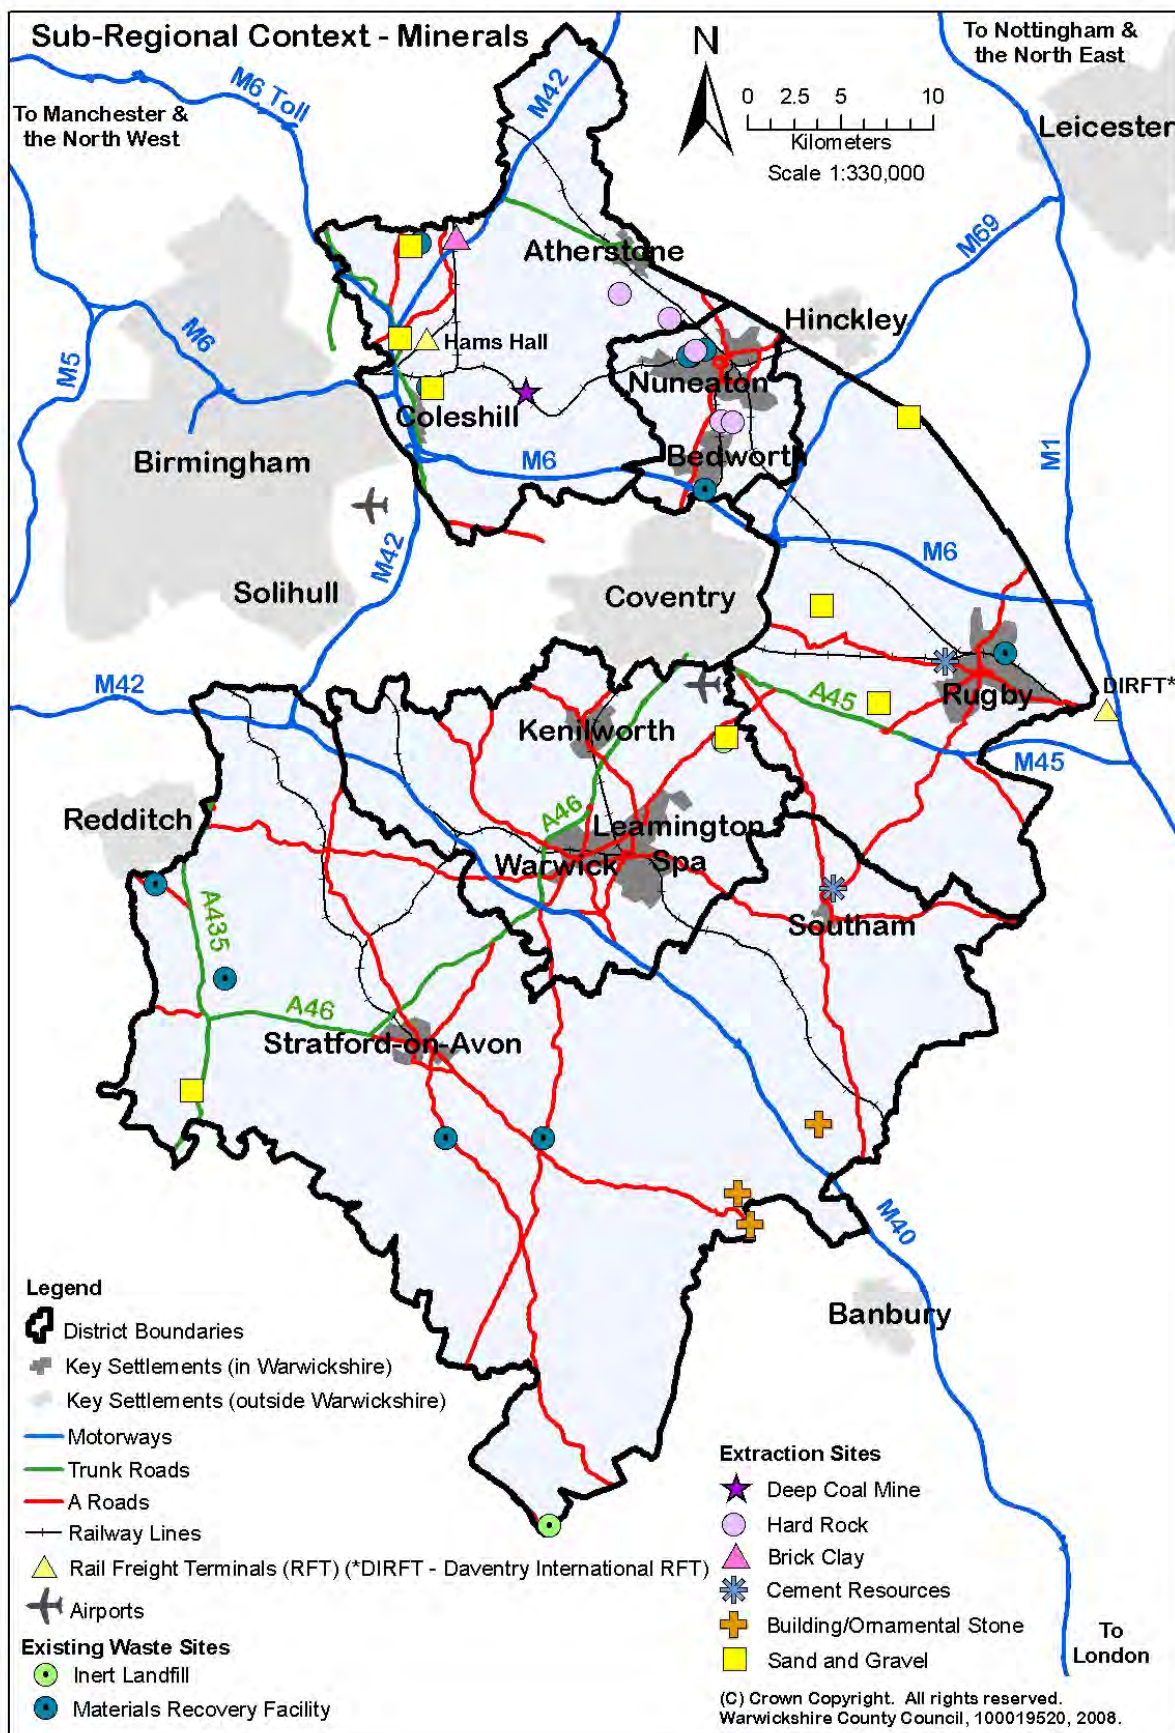 Sub-Regional Context - Minerals
N
To Nottingham &
the North East
M6 Toll
M42
To Manchester &
the North West
0 2.5 5 10
Kilometers
Scale 1:330,000
Leicester
M69
Atherstone
Hinckley
M6
M5
Hams Hall
Nuneaton
Coleshill
M1
Birmingham
M6
Bedworth
M42
M6
Solihull
Coventry
M42
DIRFT*
A45
Rugby
Kenilworth
M45
Redditch
A46
Leamington
Spa
Warwick
A435
Southam
A46
Stratford-on-Avon
M40
Banbury
Legend
District Boundaries
Key Settlements (in Warwickshire)
Key Settlements (outside Warwickshire)
Motorways
Trunk Roads
A Roads
Railway Lines
Rail Freight Terminals (RFT) (*DIRFT - Daventry International RFT)
Airports
Existing Waste Sites
Inert Landfill
Materials Recovery Facility
Extraction Sites
Deep Coal Mine
Hard Rock
Brick Clay
Cement Resources
Building/Ornamental Stone
Sand and Gravel
To
London
(C) Crown Copyright. All rights reserved.
Warwickshire County Council, 100019520, 2008.